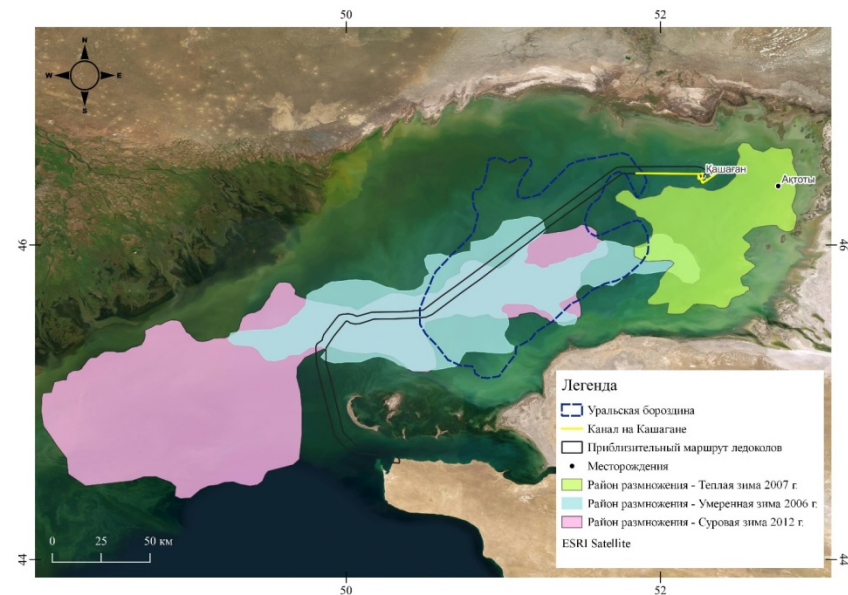 50
52
N
W
E
S
Қашаған
Ақтоты
46
46
Легенда
Уральская бороздина
Канал на Кашагане
Приблизительный маршрут ледоколов
Месторождения
Район размножения - Теплая зима 2007 г.
Район размножения - Умеренная зима 2006 г.
Район размножения - Суровая зима 2012 г.
ESRI Satellite
0
25
50 км
44
44
50
52